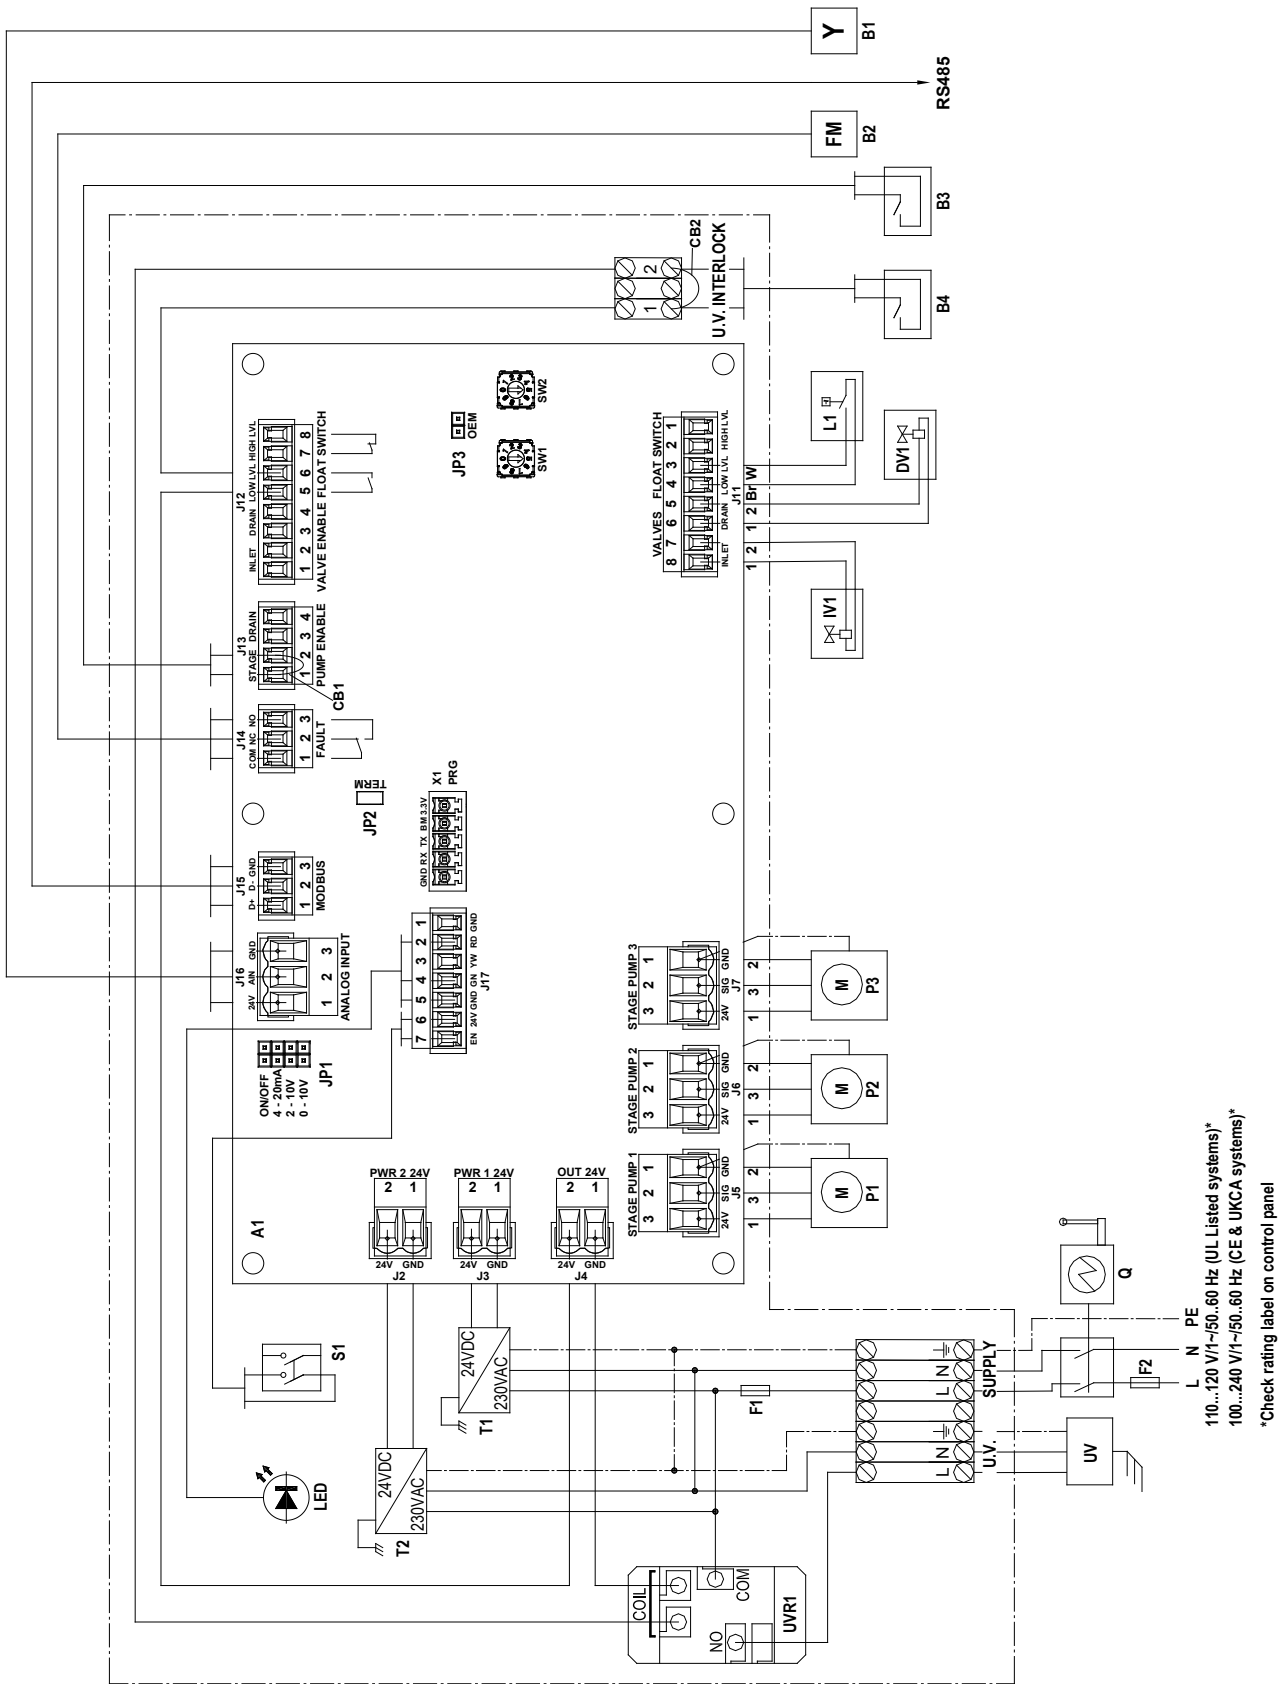 Y
B1
RS485
FM
B2
B3
B4
CB2
U.V. INTERLOCK
1 2
J12
INLET DRAIN LOW LVL HIGH LVL
1 2 3 4 5 6 7 8
VALVE ENABLE FLOAT SWITCH
J13
STAGE DRAIN
1 2 3 4
PUMP ENABLE
CB1
J14
COM NC NO
1 2 3
FAULT
JP2
TERM
J15
D+ D- GND
1 2 3
MODBUS
J16
24V AIN GND
1 2 3
ANALOG INPUT
JP3
OEM
SW1
SW2
X1
PRG
GND RX TX BM 3.3V
7 6 5 4 3 2 1
EN 24V GND GN YW RD GND
J17
ON/OFF
4 - 20mA
2 - 10V
0 - 10V
JP1
A1
PWR 2 24V
2 1
24V GND
J2
PWR 1 24V
2 1
24V GND
J3
OUT 24V
2 1
24V GND
J4
STAGE PUMP 1
3 2 1
24V SIG GND
J5
1 3 2
M
P1
STAGE PUMP 2
3 2 1
24V SIG GND
J6
1 3 2
M
P2
STAGE PUMP 3
3 2 1
24V SIG GND
J7
1 3 2
M
P3
VALVES FLOAT SWITCH
8 7 6 5 4 3 2 1
INLET DRAIN LOW LVL HIGH LVL
J11
1 2 1 2 Br W
IV1
DV1
L1
S1
LED
24VDC
230VAC
T1
24VDC
230VAC
T2
F1
COIL
COM
NO
UVR1
L N L N
U.V. SUPPLY
UV
Q
F2
L N PE
110...120 V/1~/50..60 Hz (UL Listed systems)*
100...240 V/1~/50..60 Hz (CE & UKCA systems)*
*Check rating label on control panel